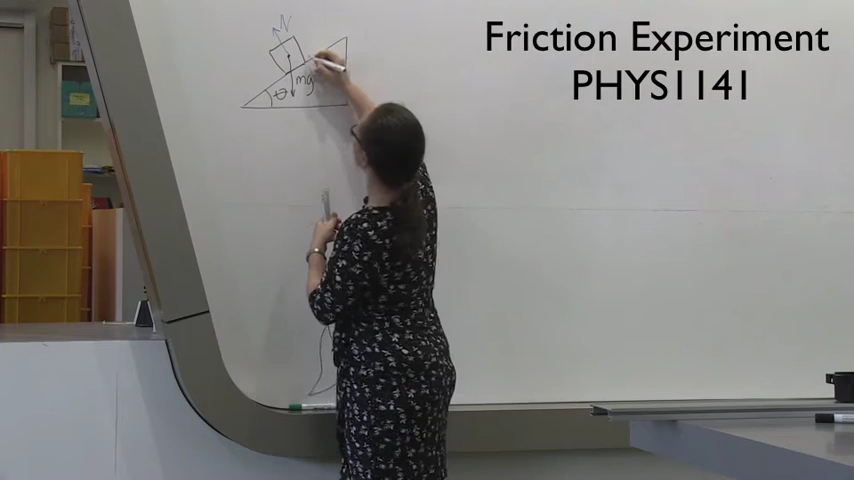 Friction Experiment
PHYS1141
N
mg
θ